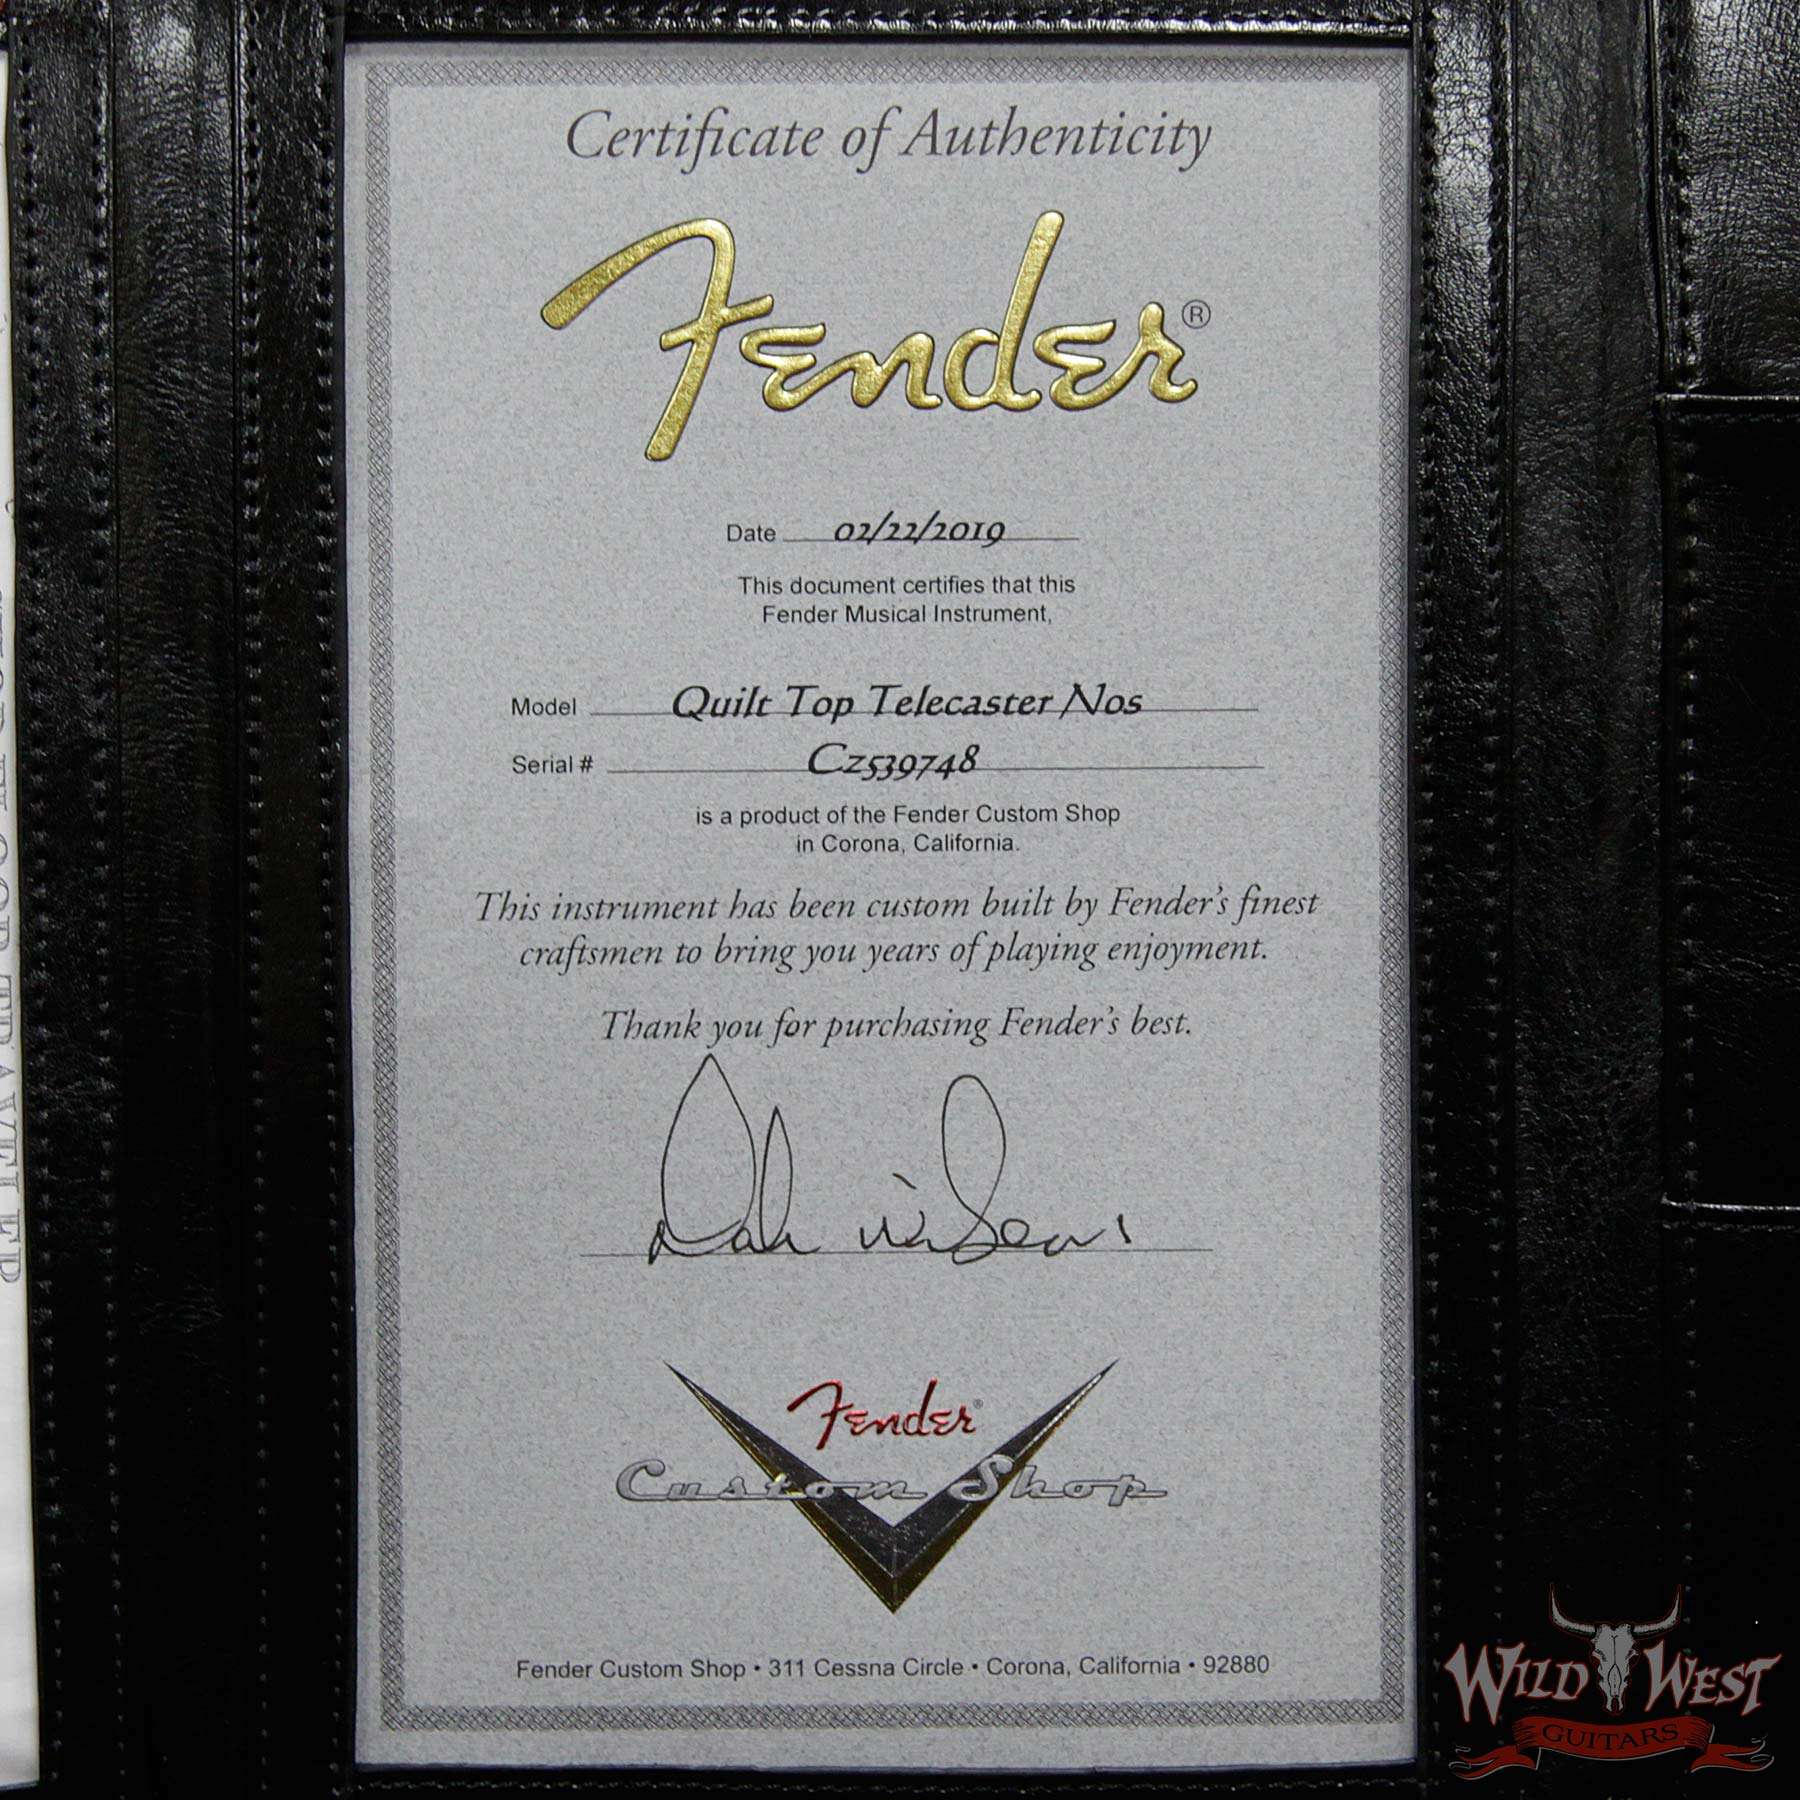 Certificate of Authenticity
Fender®
Date 02/22/2019
This document certifies that this
Fender Musical Instrument,
Model Quilt Top Telecaster Nos
Serial # Cz539748
is a product of the Fender Custom Shop
in Corona, California.
This instrument has been custom built by Fender's finest
craftsmen to bring you years of playing enjoyment.
Thank you for purchasing Fender's best.
Fender®
Custom Shop
Fender Custom Shop • 311 Cessna Circle • Corona, California • 92880
WILD WEST
GUITARS